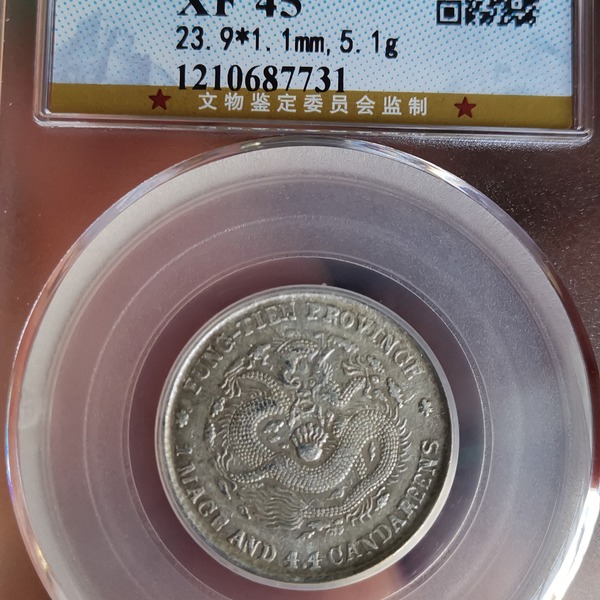 XF 45
23.9*1.1mm,5.1g
1210687731
文物鉴定委员会监制
FUNG-TIEN PROVINCE
1 MACE AND 4.4 CANDAREENS